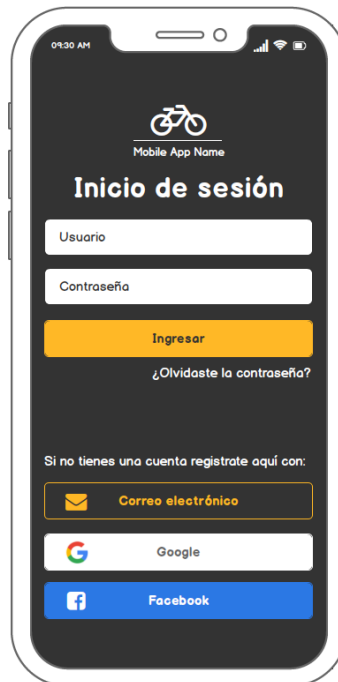 09:30 AM
Mobile App Name
Inicio de sesión
Usuario
Contraseña
Ingresar
¿Olvidaste la contraseña?
Si no tienes una cuenta registrate aquí con:
Correo electrónico
Google
Facebook